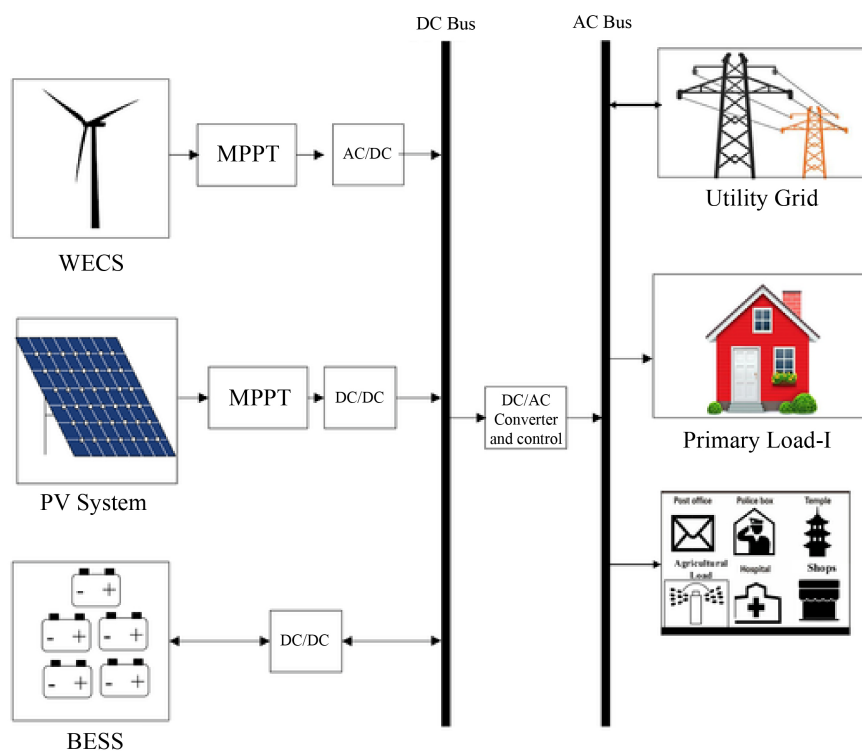 DC Bus
AC Bus
MPPT
AC/DC
WECS
Utility Grid
MPPT
DC/DC
DC/AC
Converter
and control
PV System
Primary Load-I
Post office
Police box
Temple
Agricultural
Load
Hospital
Shops
DC/DC
BESS